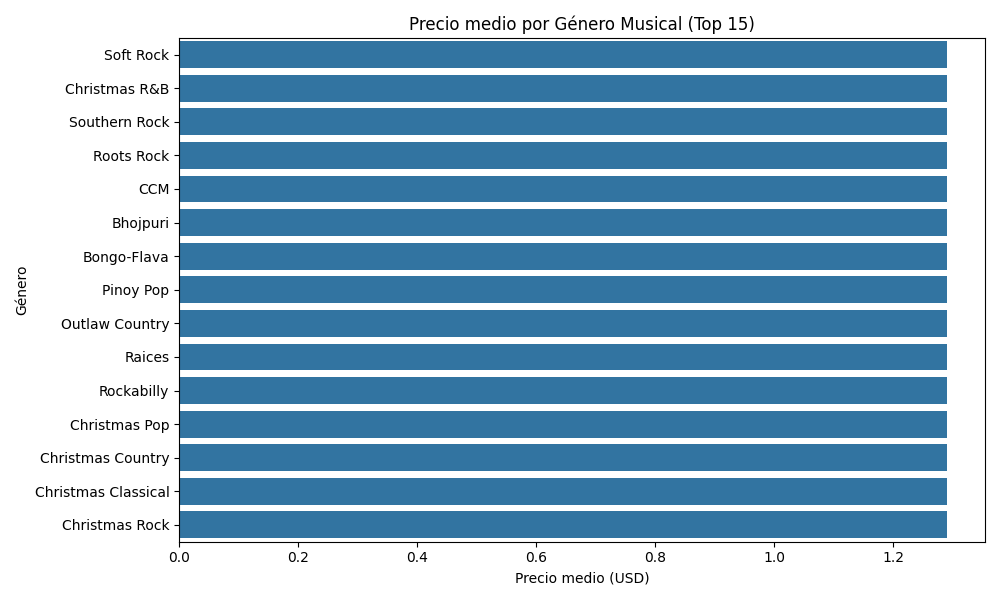 Precio medio por Género Musical (Top 15)
Soft Rock
Christmas R&B
Southern Rock
Roots Rock
CCM
Bhojpuri
Bongo-Flava
Pinoy Pop
Outlaw Country
Raices
Rockabilly
Christmas Pop
Christmas Country
Christmas Classical
Christmas Rock
Género
0.0 0.2 0.4 0.6 0.8 1.0 1.2
Precio medio (USD)